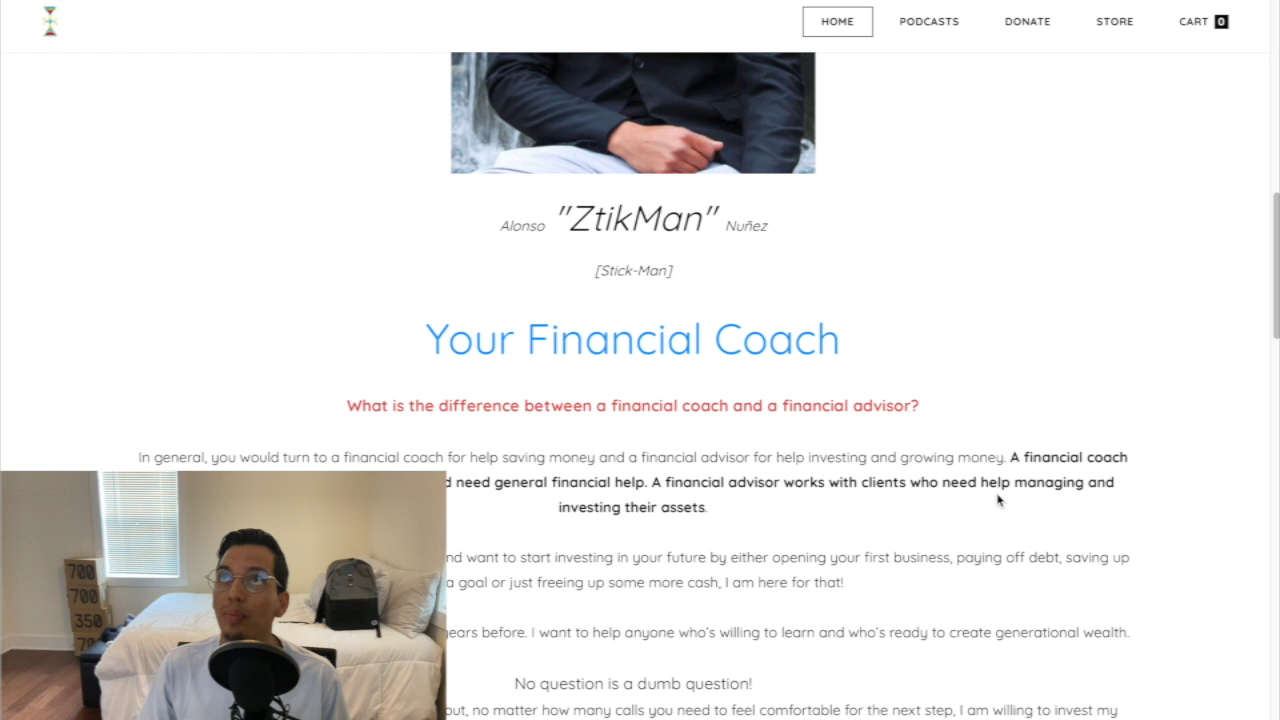 HOME PODCASTS DONATE STORE CART 0
Alonso "ZtikMan" Nuñez
[Stick-Man]
Your Financial Coach
What is the difference between a financial coach and a financial advisor?
In general, you would turn to a financial coach for help saving money and a financial advisor for help investing and growing money. A financial coach
need general financial help. A financial advisor works with clients who need help managing and
investing their assets.
want to start investing in your future by either opening your first business, paying off debt, saving up
a goal or just freeing up some more cash, I am here for that!
before. I want to help anyone who's willing to learn and who's ready to create generational wealth.
No question is a dumb question!
no matter how many calls you need to feel comfortable for the next step, I am willing to invest my
700
700
350